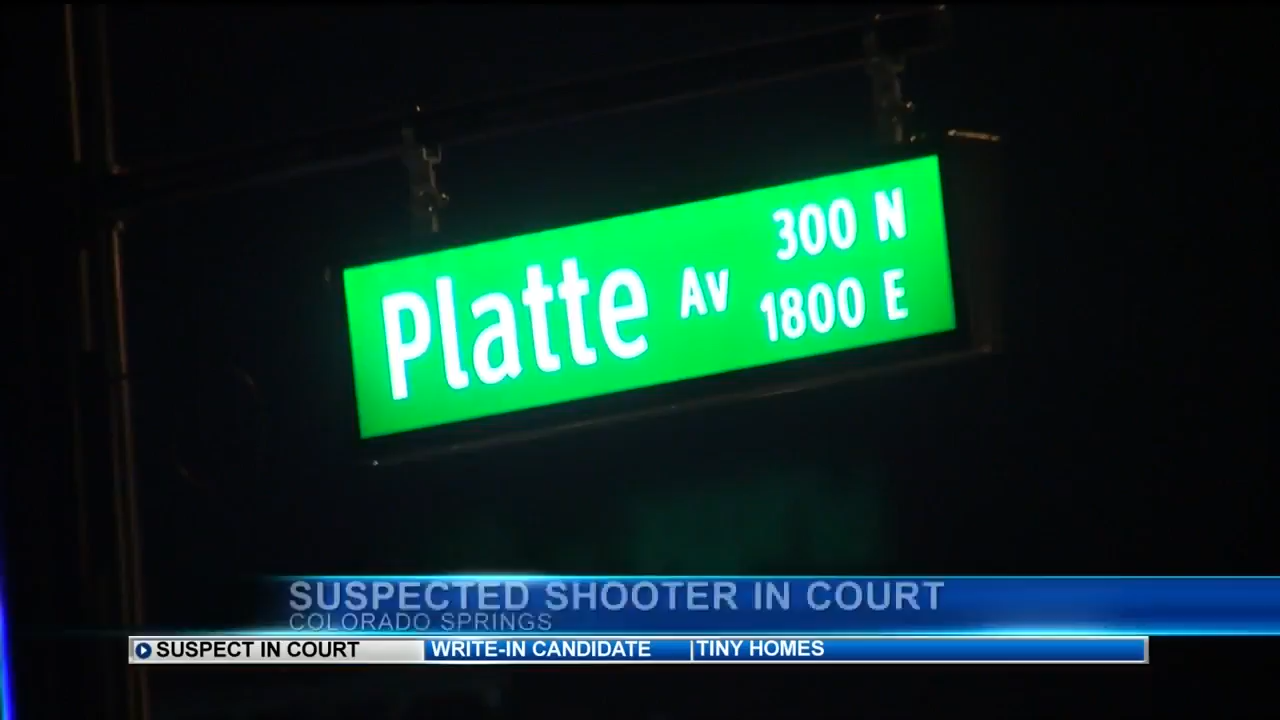 Platte Av 300 N
1800 E
SUSPECTED SHOOTER IN COURT
COLORADO SPRINGS
SUSPECT IN COURT WRITE-IN CANDIDATE TINY HOMES